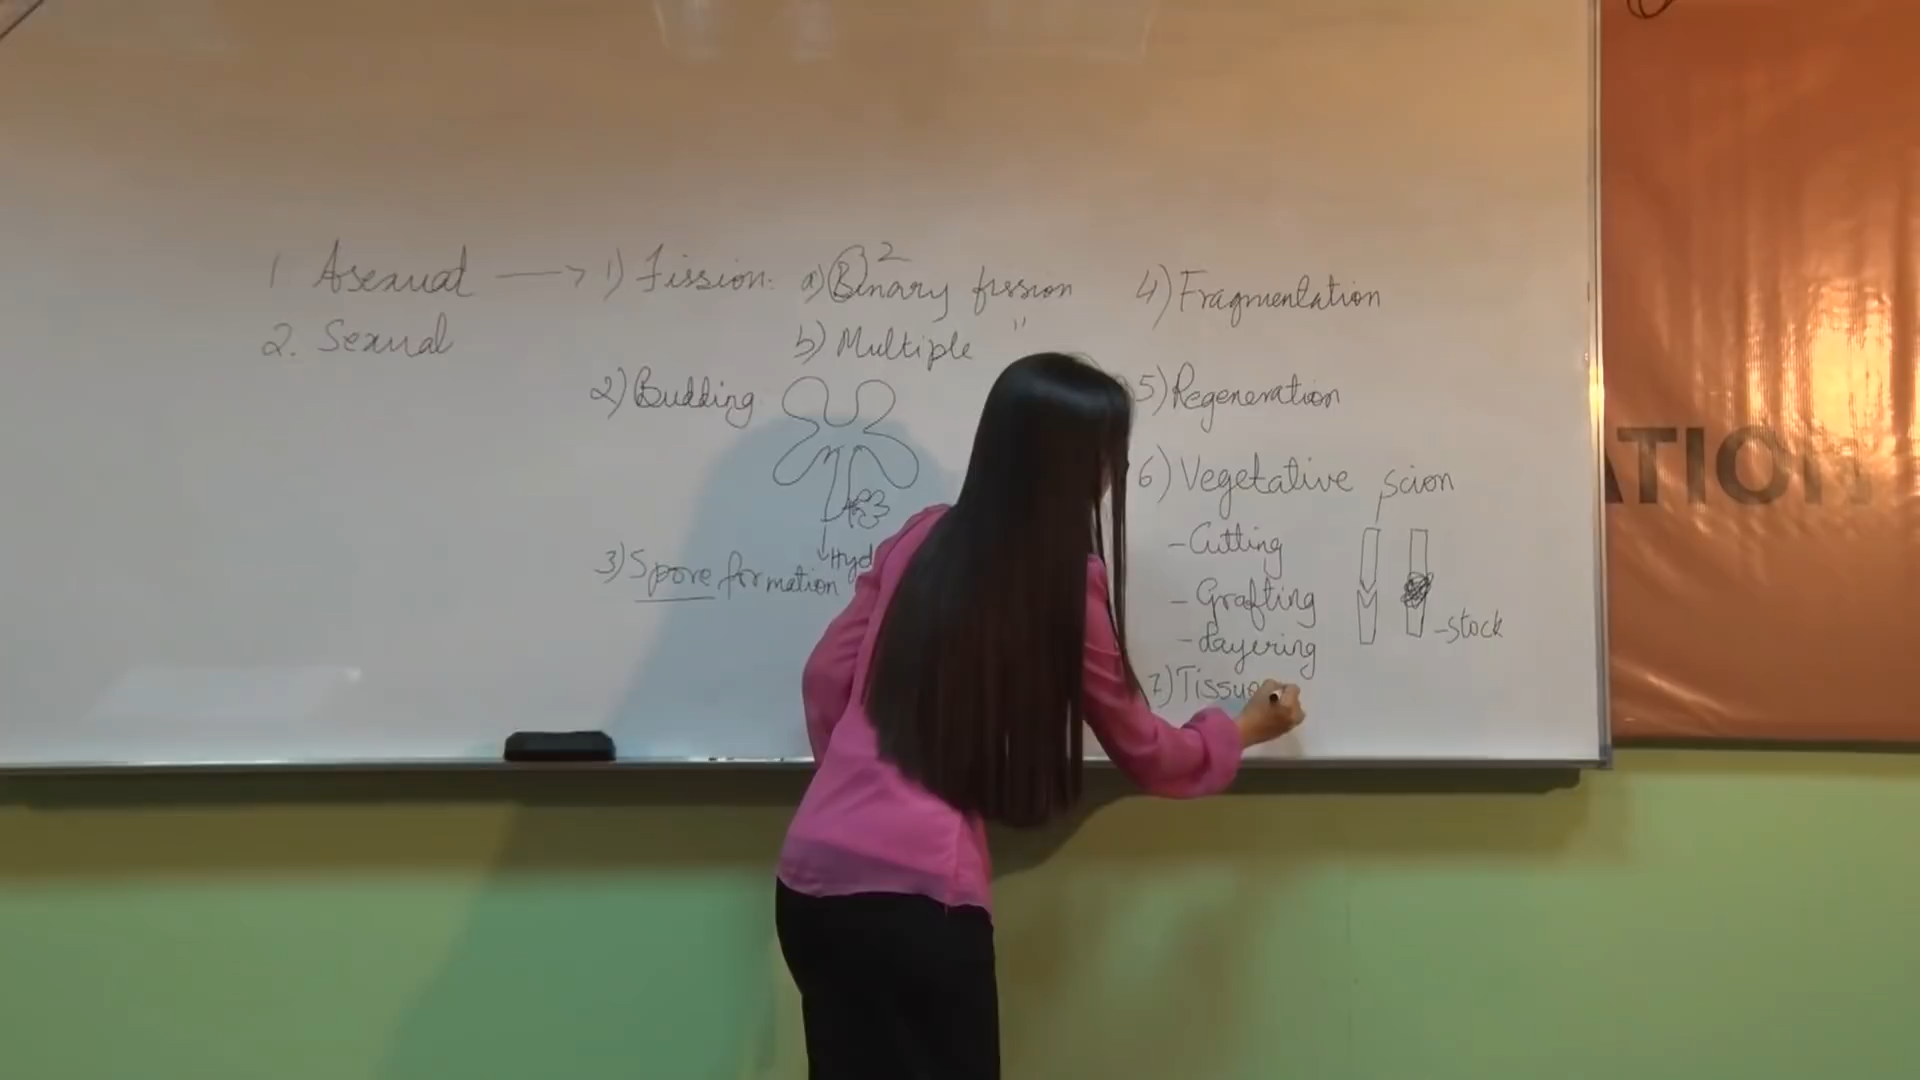 1 Asexual → 1) Fission: a) Binary fission
2
2. Sexual
b) Multiple "
2) Budding
Hyd
3) Spore formation
4) Fragmentation
5) Regeneration
6) Vegetative
- Cutting
- Grafting
- Layering
scion
- stock
7) Tissue
ATION